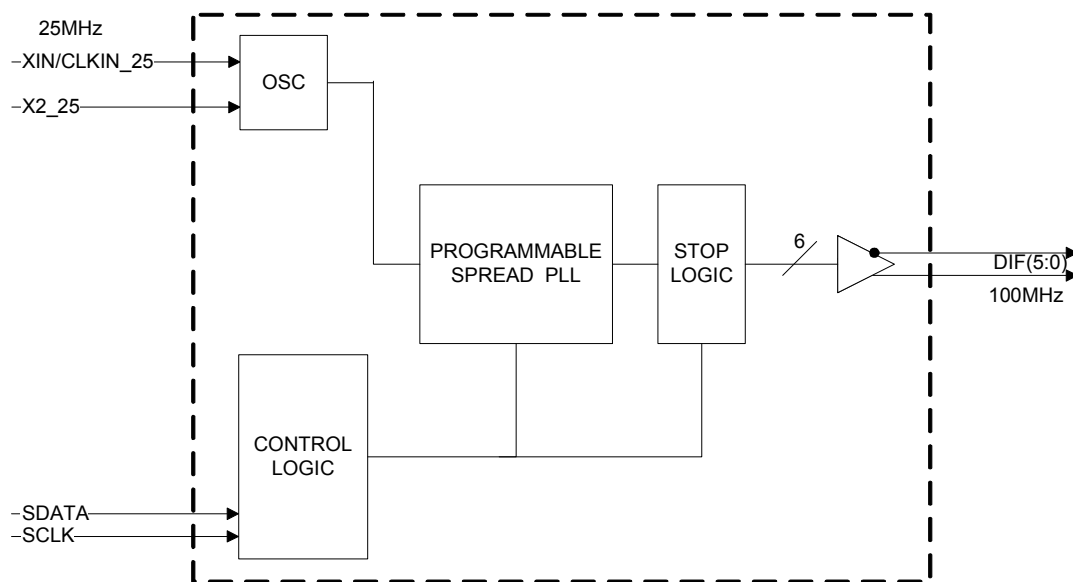 25MHz
XIN/CLKIN_25
OSC
X2_25
PROGRAMMABLE
SPREAD PLL
STOP
LOGIC
6
DIF(5:0)
100MHz
CONTROL
LOGIC
SDATA
SCLK